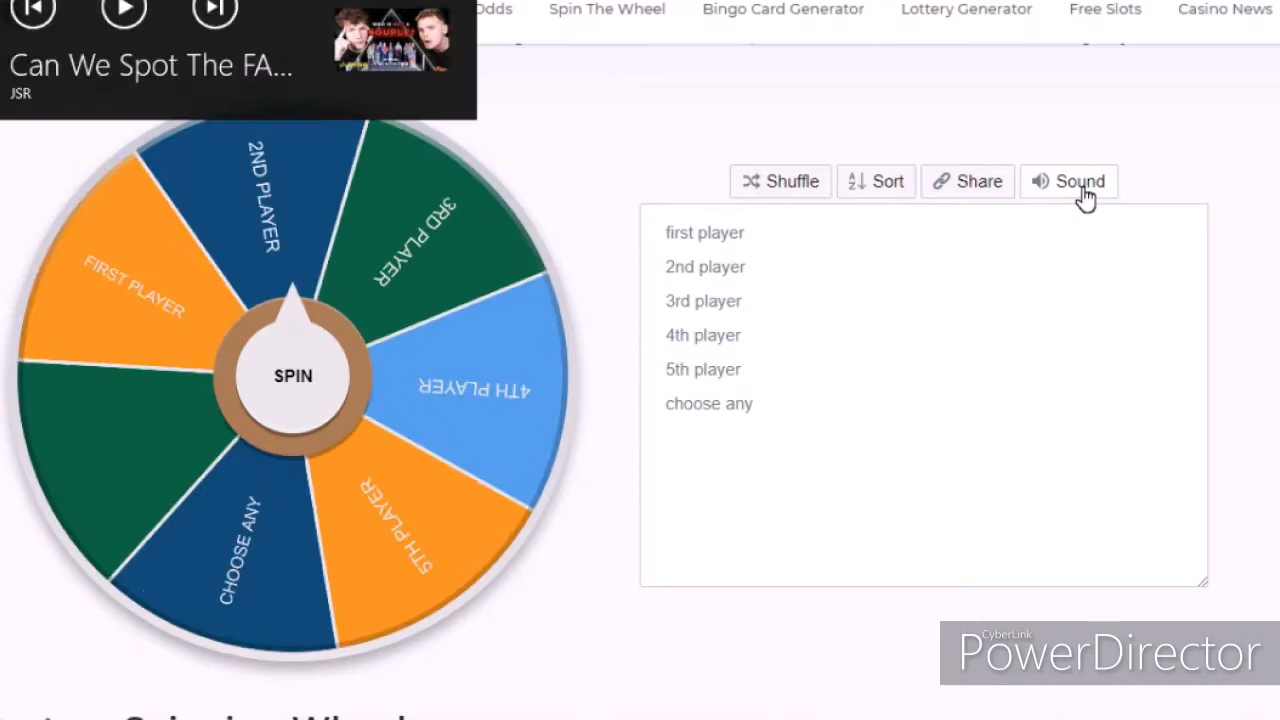 Odds
Spin The Wheel
Bingo Card Generator
Lottery Generator
Free Slots
Casino News
Can We Spot The FA...
JSR
Shuffle
Sort
Share
Sound
first player
2nd player
3rd player
4th player
5th player
choose any
2ND PLAYER
3RD PLAYER
FIRST PLAYER
4TH PLAYER
SPIN
5TH PLAYER
CHOOSE ANY
CyberLink
PowerDirector